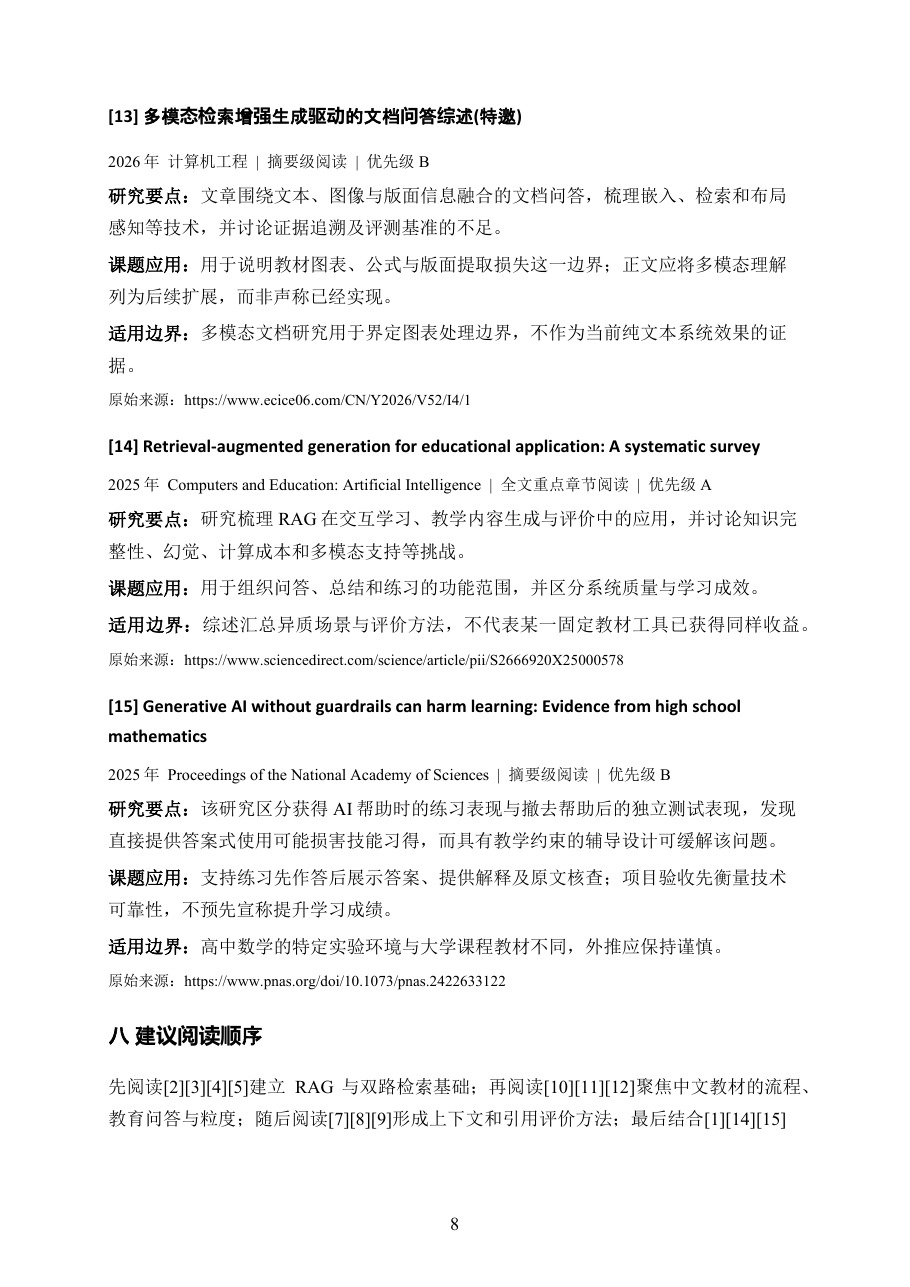 [13] 多模态检索增强生成驱动的文档问答综述(特邀)
2026 年 计算机工程 | 摘要级阅读 | 优先级 B
研究要点：文章围绕文本、图像与版面信息融合的文档问答，梳理嵌入、检索和布局
感知等技术，并讨论证据追溯及评测基准的不足。
课题应用：用于说明教材图表、公式与版面提取损失这一边界；正文应将多模态理解
列为后续扩展，而非声称已经实现。
适用边界：多模态文档研究用于界定图表处理边界，不作为当前纯文本系统效果的证
据。
原始来源：https://www.ecice06.com/CN/Y2026/V52/I4/1
[14] Retrieval-augmented generation for educational application: A systematic survey
2025 年 Computers and Education: Artificial Intelligence | 全文重点章节阅读 | 优先级 A
研究要点：研究梳理 RAG 在交互学习、教学内容生成与评价中的应用，并讨论知识完
整性、幻觉、计算成本和多模态支持等挑战。
课题应用：用于组织问答、总结和练习的功能范围，并区分系统质量与学习成效。
适用边界：综述汇总异质场景与评价方法，不代表某一固定教材工具已获得同样收益。
原始来源：https://www.sciencedirect.com/science/article/pii/S2666920X25000578
[15] Generative AI without guardrails can harm learning: Evidence from high school
mathematics
2025 年 Proceedings of the National Academy of Sciences | 摘要级阅读 | 优先级 B
研究要点：该研究区分获得 AI 帮助时的练习表现与撤去帮助后的独立测试表现，发现
直接提供答案式使用可能损害技能习得，而具有教学约束的辅导设计可缓解该问题。
课题应用：支持练习先作答后展示答案、提供解释及原文核查；项目验收先衡量技术
可靠性，不预先宣称提升学习成绩。
适用边界：高中数学的特定实验环境与大学课程教材不同，外推应保持谨慎。
原始来源：https://www.pnas.org/doi/10.1073/pnas.2422633122
八 建议阅读顺序
先阅读[2][3][4][5]建立 RAG 与双路检索基础；再阅读[10][11][12]聚焦中文教材的流程、
教育问答与粒度；随后阅读[7][8][9]形成上下文和引用评价方法；最后结合[1][14][15]
8